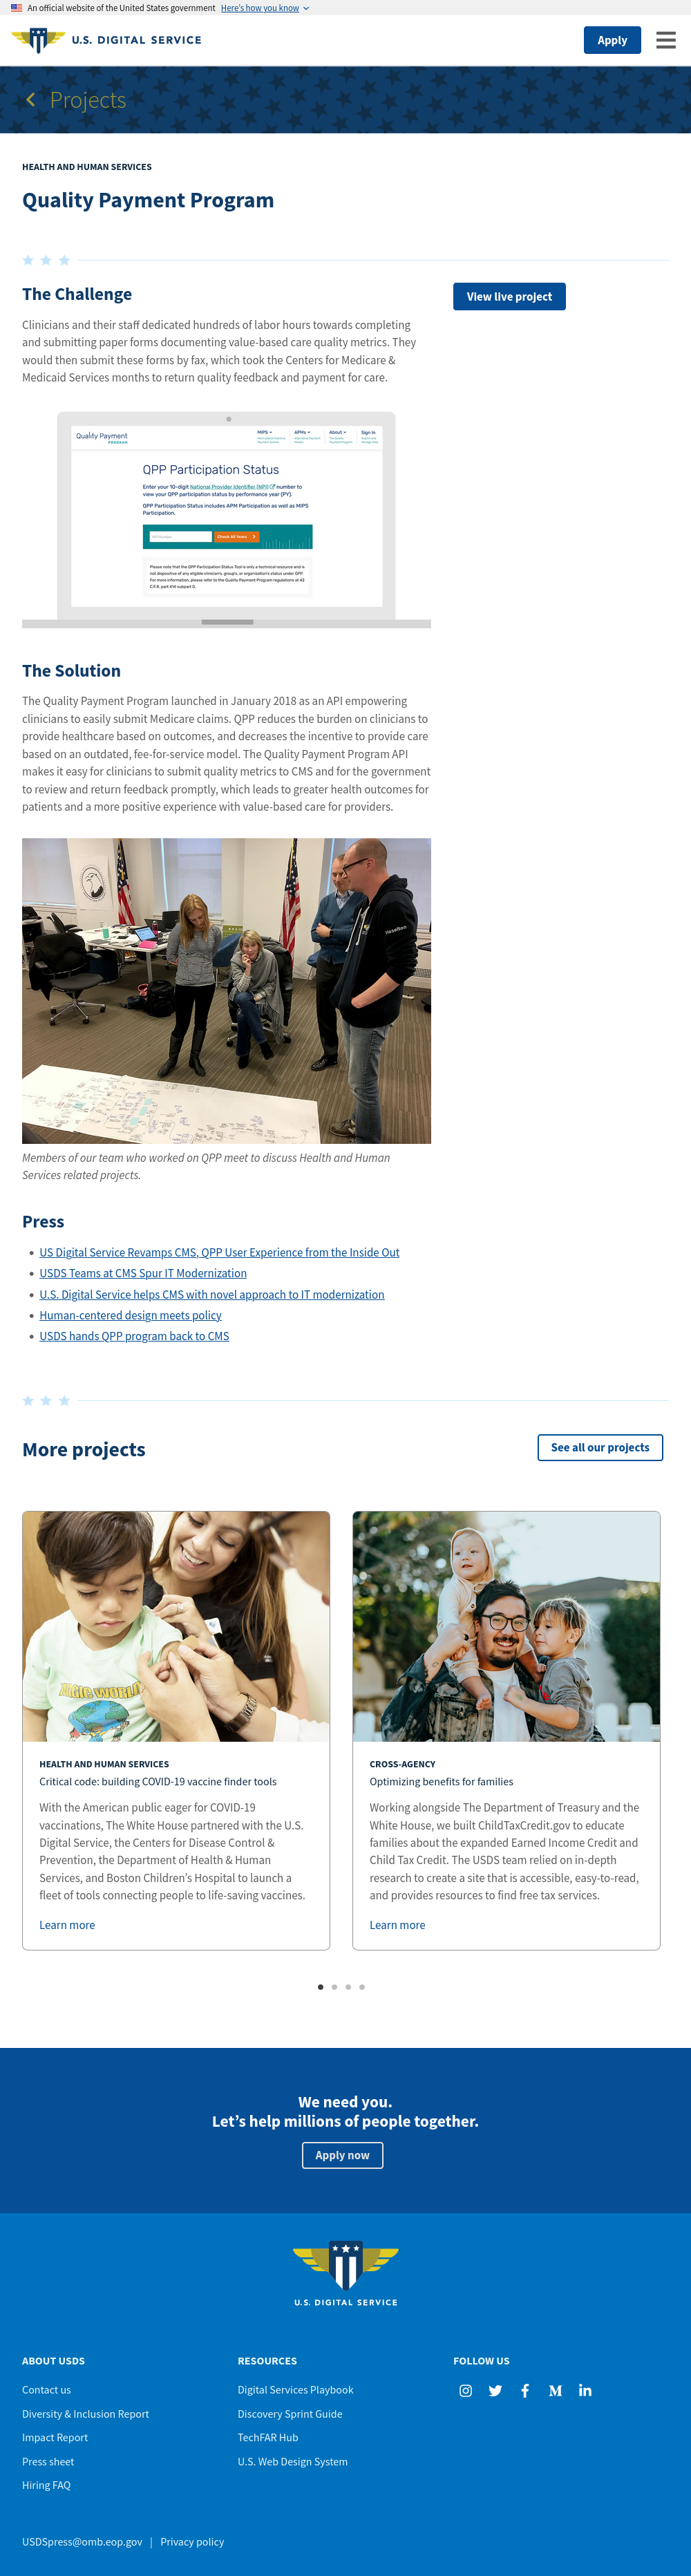 An official website of the United States government Here's how you know
U.S. DIGITAL SERVICE
Apply
Projects
HEALTH AND HUMAN SERVICES
Quality Payment Program
The Challenge
View live project
Clinicians and their staff dedicated hundreds of labor hours towards completing
and submitting paper forms documenting value-based care quality metrics. They
would then submit these forms by fax, which took the Centers for Medicare &
Medicaid Services months to return quality feedback and payment for care.
Quality Payment
PROGRAM
MIPS
APMs
About
Sign In
QPP Participation Status
Enter your 10-digit National Provider Identifier (NPI) number to
view your QPP participation status by performance year (PY).
QPP Participation Status includes APM Participation as well as MIPS
Participation.
Check All Years
Please note that the QPP Participation Status Tool is only a technical resource and is
not dispositive of any eligible clinician's, group's, or organization's status under QPP.
For more information, please refer to the Quality Payment Program regulations at 42
C.F.R. part 414 subpart O.
The Solution
The Quality Payment Program launched in January 2018 as an API empowering
clinicians to easily submit Medicare claims. QPP reduces the burden on clinicians to
provide healthcare based on outcomes, and decreases the incentive to provide care
based on an outdated, fee-for-service model. The Quality Payment Program API
makes it easy for clinicians to submit quality metrics to CMS and for the government
to review and return feedback promptly, which leads to greater health outcomes for
patients and a more positive experience with value-based care for providers.
Heselton
Members of our team who worked on QPP meet to discuss Health and Human
Services related projects.
Press
US Digital Service Revamps CMS, QPP User Experience from the Inside Out
USDS Teams at CMS Spur IT Modernization
U.S. Digital Service helps CMS with novel approach to IT modernization
Human-centered design meets policy
USDS hands QPP program back to CMS
More projects
See all our projects
HEALTH AND HUMAN SERVICES
Critical code: building COVID-19 vaccine finder tools
With the American public eager for COVID-19
vaccinations, The White House partnered with the U.S.
Digital Service, the Centers for Disease Control &
Prevention, the Department of Health & Human
Services, and Boston Children's Hospital to launch a
fleet of tools connecting people to life-saving vaccines.
Learn more
CROSS-AGENCY
Optimizing benefits for families
Working alongside The Department of Treasury and the
White House, we built ChildTaxCredit.gov to educate
families about the expanded Earned Income Credit and
Child Tax Credit. The USDS team relied on in-depth
research to create a site that is accessible, easy-to-read,
and provides resources to find free tax services.
Learn more
We need you.
Let's help millions of people together.
Apply now
U.S. DIGITAL SERVICE
ABOUT USDS
Contact us
Diversity & Inclusion Report
Impact Report
Press sheet
Hiring FAQ
RESOURCES
Digital Services Playbook
Discovery Sprint Guide
TechFAR Hub
U.S. Web Design System
FOLLOW US
USDSpress@omb.eop.gov | Privacy policy